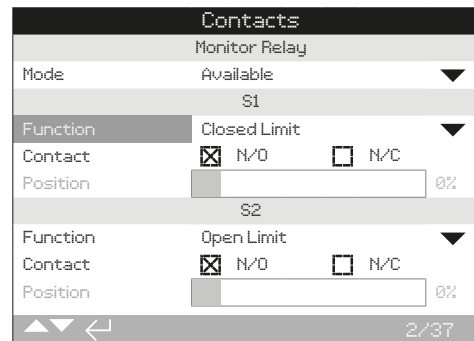 Contacts
Monitor Relay
Mode Available
S1
Function Closed Limit
Contact N/O N/C
Position 0%
S2
Function Open Limit
Contact N/O N/C
Position 0%
2/37